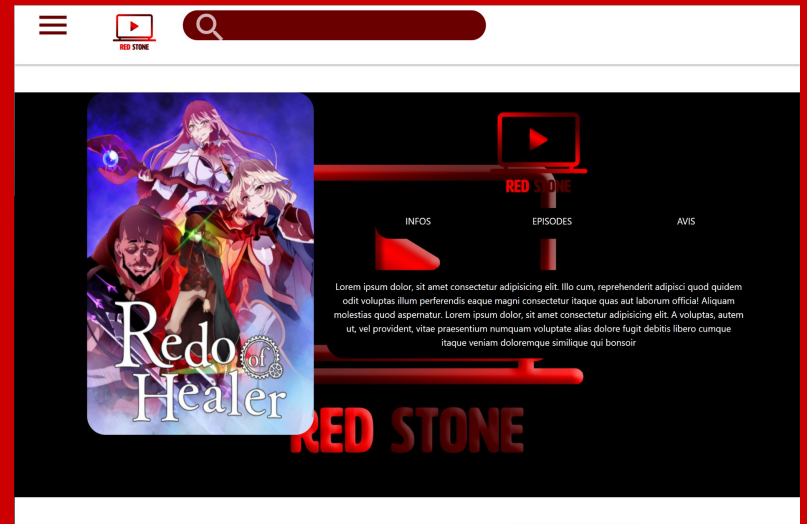 RED STONE
RED STONE
INFOS
EPISODES
AVIS
Lorem ipsum dolor, sit amet consectetur adipisicing elit. Illo cum, reprehenderit adipisci quod quidem
odit voluptas illum perferendis eaque magni consectetur itaque quas aut laborum officia! Aliquam
molestias quod aspernatur. Lorem ipsum dolor, sit amet consectetur adipisicing elit. A voluptas, autem
ut, vel provident, vitae praesentium numquam voluptate alias dolore fugit debitis libero cumque
itaque veniam doloremque similique qui bonsoir
Redo of
Healer
RED STONE